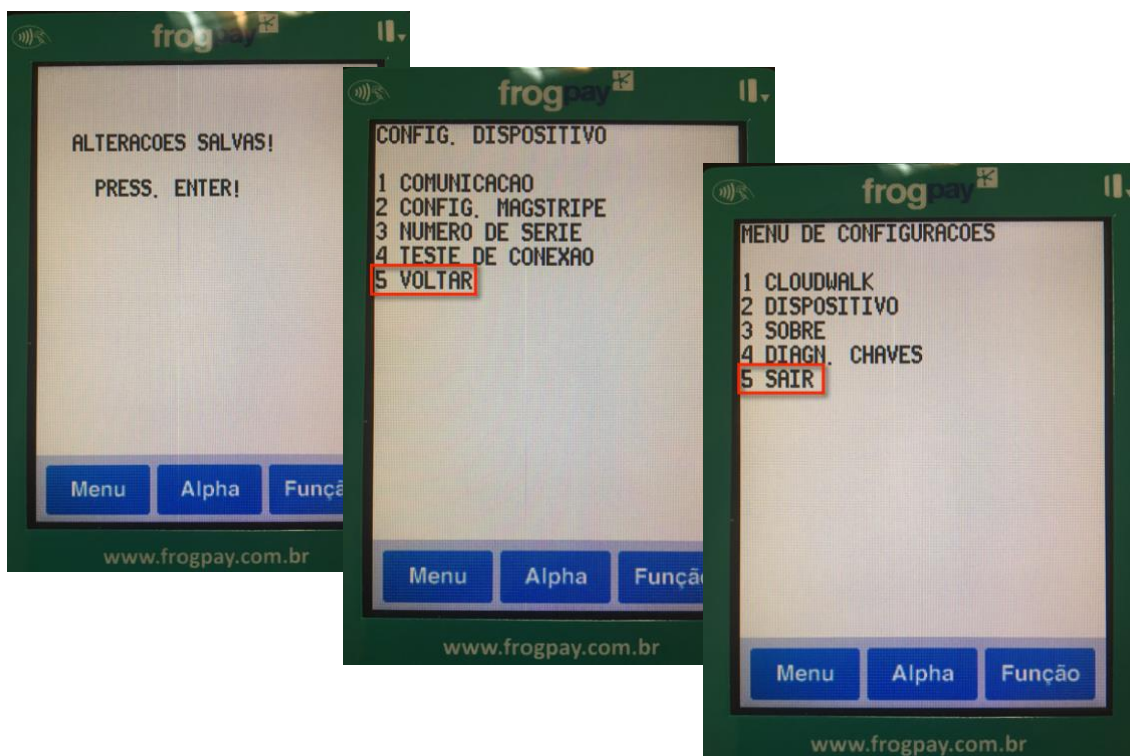 frogpay
ALTERACOES SALVAS!
PRESS. ENTER!
Menu Alpha Funçã
www.frogpay.com.br
frogpay
CONFIG. DISPOSITIVO
1 COMUNICACAO
2 CONFIG. MAGSTRIPE
3 NUMERO DE SERIE
4 TESTE DE CONEXAO
5 VOLTAR
Menu Alpha Funçã
www.frogpay.com.br
frogpay
MENU DE CONFIGURACOES
1 CLOUDWALK
2 DISPOSITIVO
3 SOBRE
4 DIAGN. CHAVES
5 SAIR
Menu Alpha Função
www.frogpay.com.br